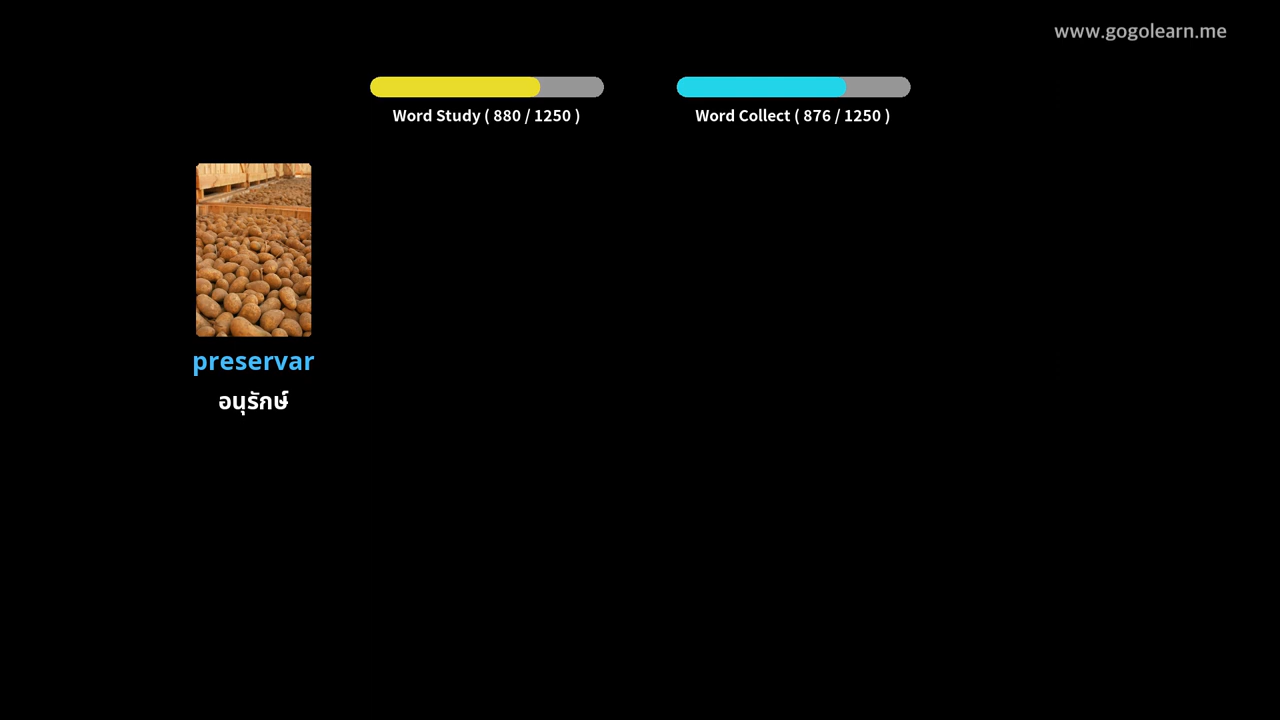 www.gogolearn.me
Word Study ( 880 / 1250 )
Word Collect ( 876 / 1250 )
preservar
อนุรักษ์